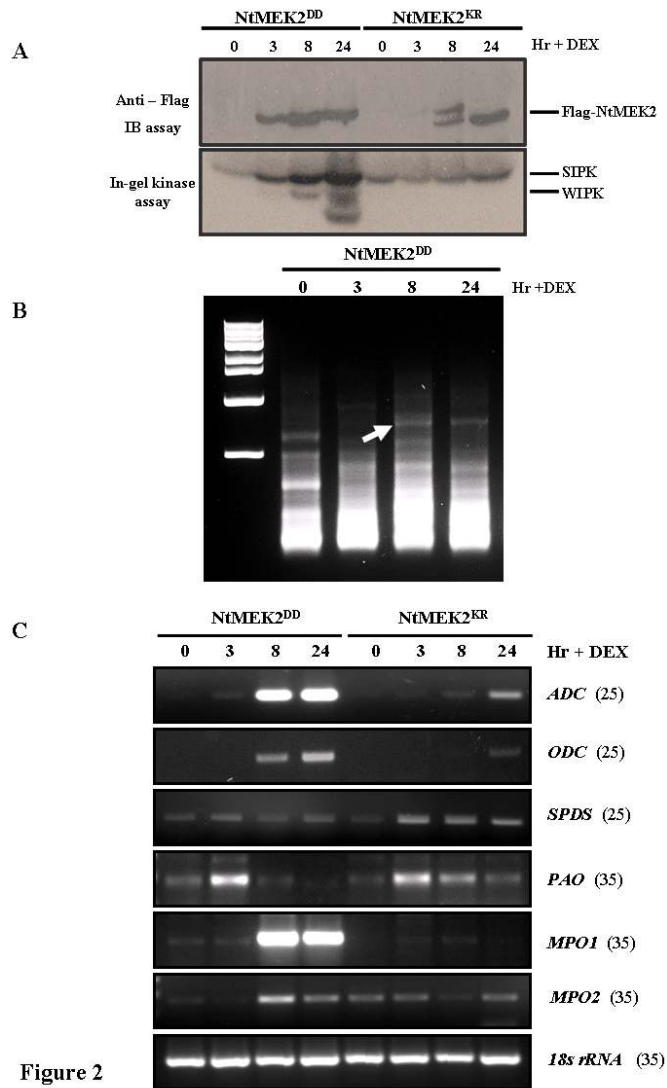 NtMEK2DD NtMEK2KR
A
0 3 8 24 0 3 8 24 Hr + DEX
Anti – Flag
IB assay
Flag-NtMEK2
In-gel kinase
assay
SIPK
WIPK
NtMEK2DD
B
0 3 8 24 Hr +DEX
C
NtMEK2DD NtMEK2KR
0 3 8 24 0 3 8 24 Hr + DEX
ADC (25)
ODC (25)
SPDS (25)
PAO (35)
MPO1 (35)
MPO2 (35)
18s rRNA (35)
Figure 2